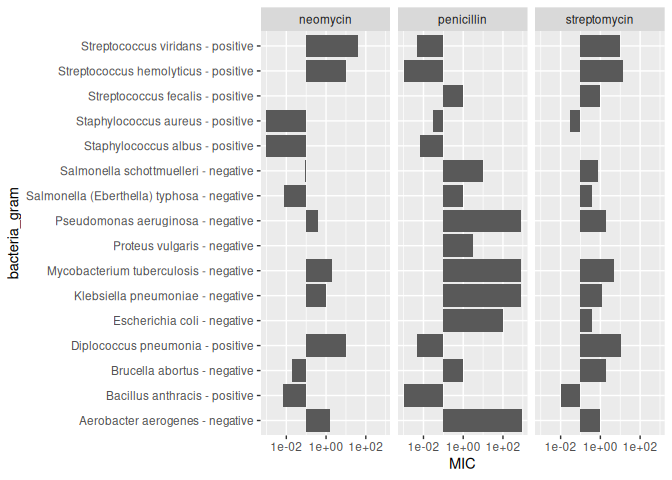 neomycin penicillin streptomycin
Streptococcus viridans - positive
Streptococcus hemolyticus - positive
Streptococcus fecalis - positive
Staphylococcus aureus - positive
Staphylococcus albus - positive
Salmonella schottmuelleri - negative
Salmonella (Eberthella) typhosa - negative
Pseudomonas aeruginosa - negative
Proteus vulgaris - negative
Mycobacterium tuberculosis - negative
Klebsiella pneumoniae - negative
Escherichia coli - negative
Diplococcus pneumonia - positive
Brucella abortus - negative
Bacillus anthracis - positive
Aerobacter aerogenes - negative
bacteria_gram
1e-02 1e+00 1e+02 1e-02 1e+00 1e+02 1e-02 1e+00 1e+02
MIC